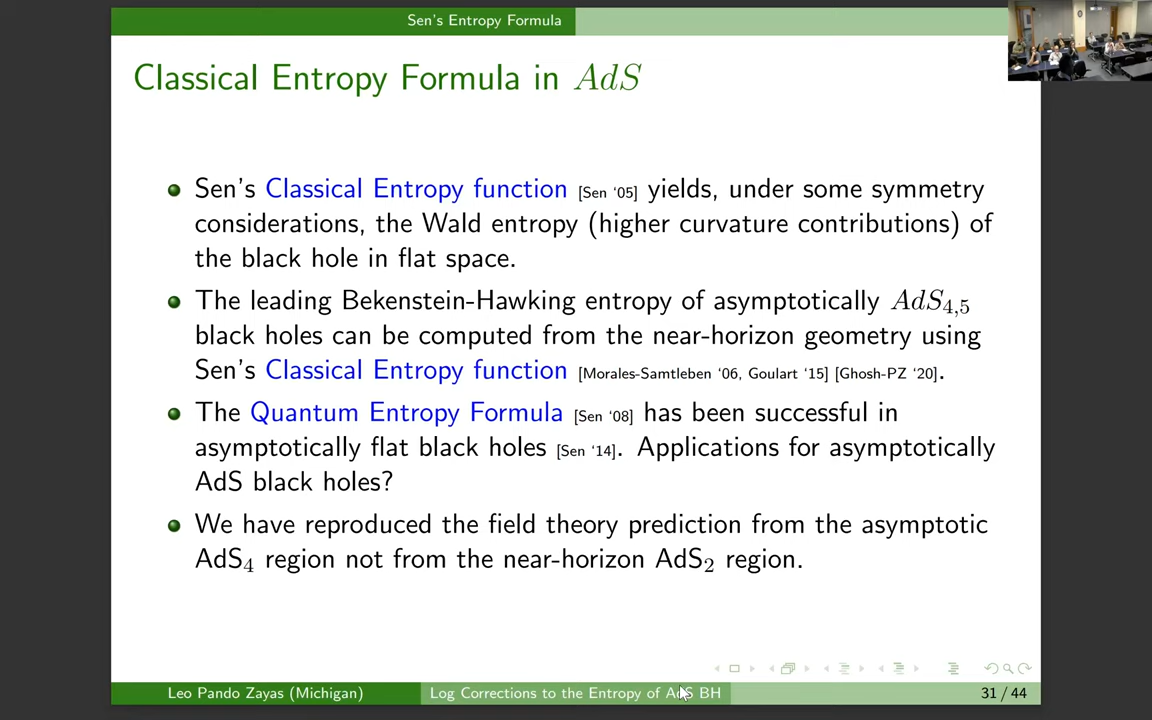 Sen's Entropy Formula
Classical Entropy Formula in AdS
Sen's Classical Entropy function [Sen '05] yields, under some symmetry
considerations, the Wald entropy (higher curvature contributions) of
the black hole in flat space.
The leading Bekenstein-Hawking entropy of asymptotically AdS₄,₅
black holes can be computed from the near-horizon geometry using
Sen's Classical Entropy function [Morales-Samtleben '06, Goulart '15] [Ghosh-PZ '20].
The Quantum Entropy Formula [Sen '08] has been successful in
asymptotically flat black holes [Sen '14]. Applications for asymptotically
AdS black holes?
We have reproduced the field theory prediction from the asymptotic
AdS₄ region not from the near-horizon AdS₂ region.
Leo Pando Zayas (Michigan)
Log Corrections to the Entropy of AdS BH
31 / 44